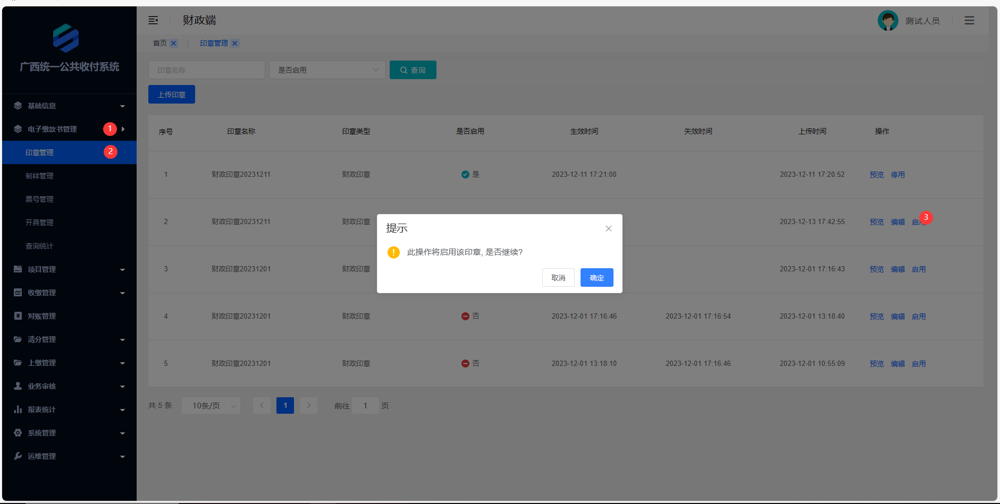 财政端
测试人员
首页
印章管理
广西统一公共收付系统
基础信息
电子缴款书管理
1
印章管理
2
制样管理
票号管理
开具管理
查询统计
项目管理
收缴管理
对账管理
清分管理
上缴管理
业务审核
报表统计
系统管理
运维管理
印章名称
是否启用
查询
上传印章
序号 印章名称 印章类型 是否启用 生效时间 失效时间 上传时间 操作
1 财政印章20231211 财政印章 是 2023-12-11 17:21:00 2023-12-11 17:20:52 预览 停用
2 财政印章20231211 财政印章 2023-12-13 17:42:55 预览 编辑 启用 3
3 财政印章20231201 财政印章 2023-12-01 17:16:43 预览 编辑 启用
4 财政印章20231201 财政印章 否 2023-12-01 17:16:46 2023-12-01 17:16:54 2023-12-01 13:18:40 预览 编辑 启用
5 财政印章20231201 财政印章 否 2023-12-01 13:18:10 2023-12-01 17:16:46 2023-12-01 10:55:09 预览 编辑 启用
提示
此操作将启用该印章, 是否继续?
取消 确定
共 5 条 10条/页 1 前往 1 页